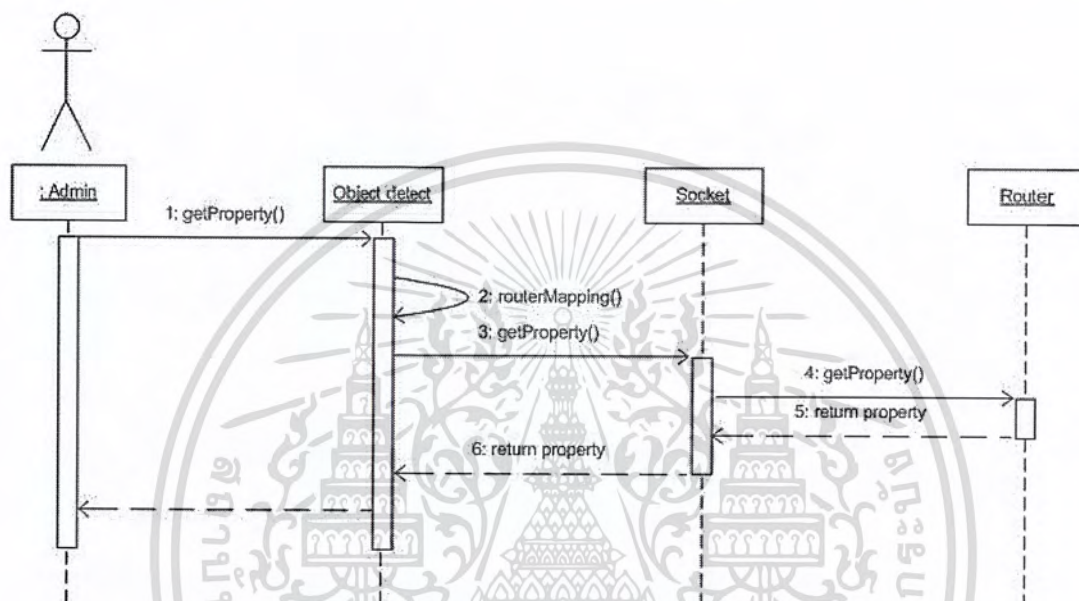 : Admin
Object detect
Socket
Router
1: getProperty()
2: routerMapping()
3: getProperty()
4: getProperty()
5: return property
6: return property